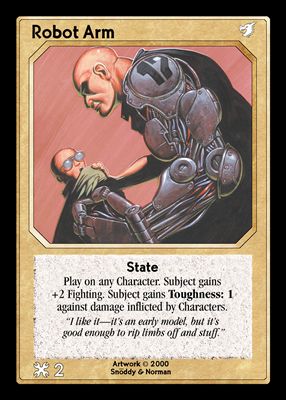 Robot Arm
State
Play on any Character. Subject gains
+2 Fighting. Subject gains Toughness: 1
against damage inflicted by Characters.
"I like it—it's an early model, but it's
good enough to rip limbs off and stuff."
2
Artwork © 2000
Snöddy & Norman